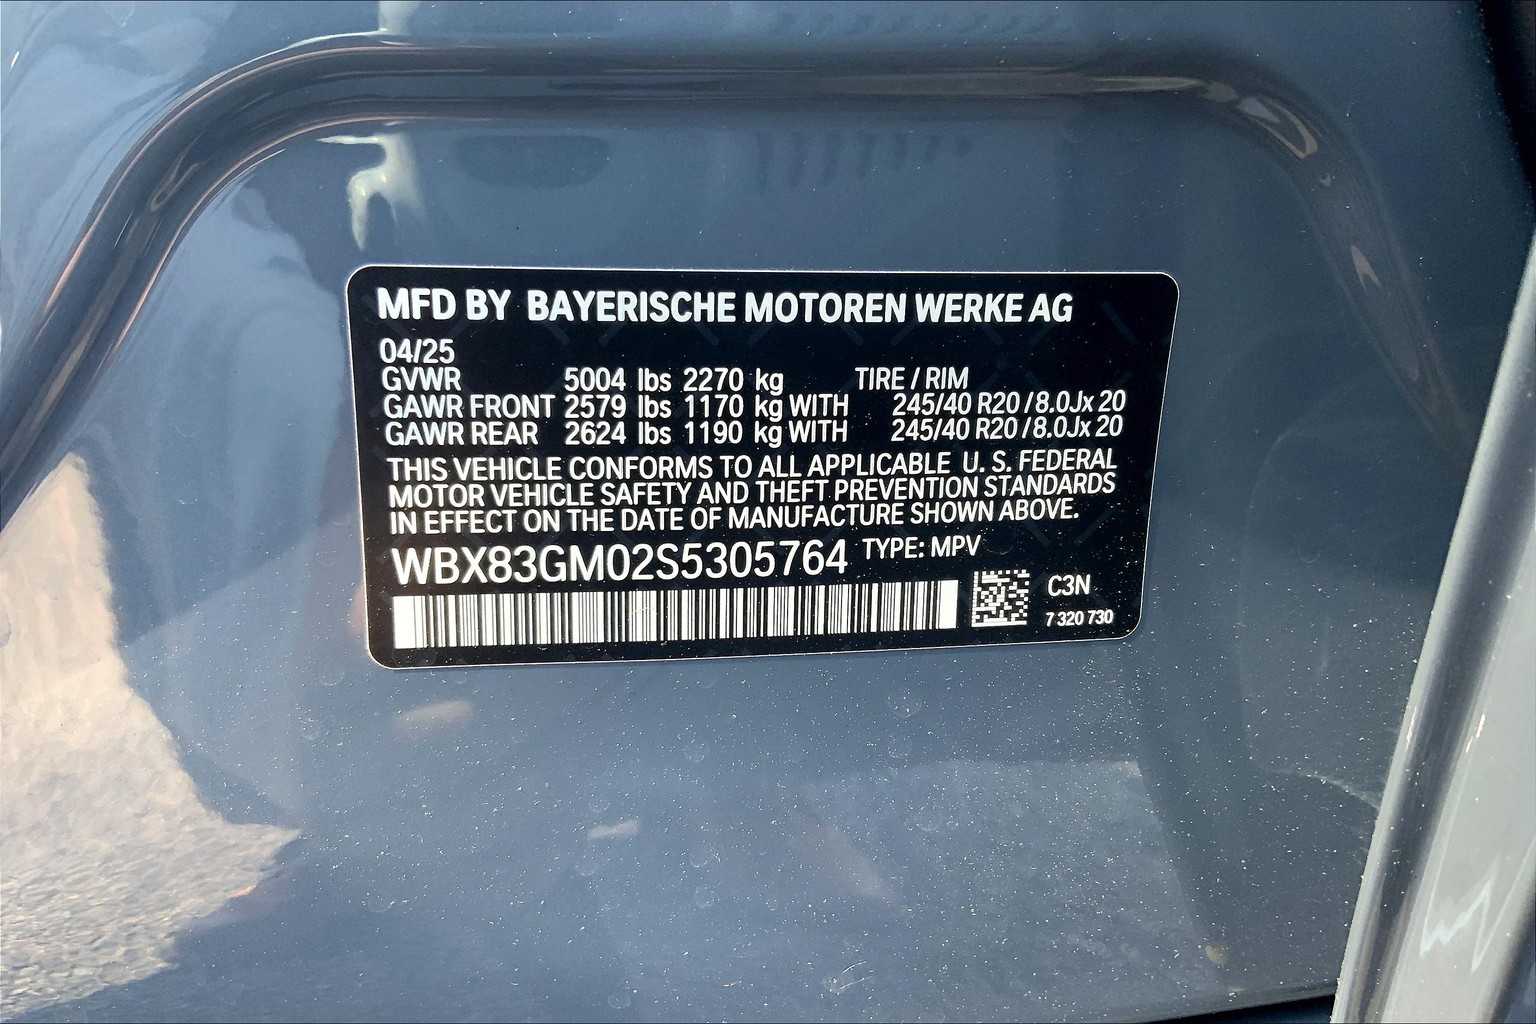 MFD BY BAYERISCHE MOTOREN WERKE AG
04/25
GVWR 5004 lbs 2270 kg TIRE / RIM
GAWR FRONT 2579 lbs 1170 kg WITH 245/40 R20 / 8.0Jx 20
GAWR REAR 2624 lbs 1190 kg WITH 245/40 R20 / 8.0Jx 20
THIS VEHICLE CONFORMS TO ALL APPLICABLE U. S. FEDERAL
MOTOR VEHICLE SAFETY AND THEFT PREVENTION STANDARDS
IN EFFECT ON THE DATE OF MANUFACTURE SHOWN ABOVE.
WBX83GM02S5305764 TYPE: MPV
C3N
7 320 730